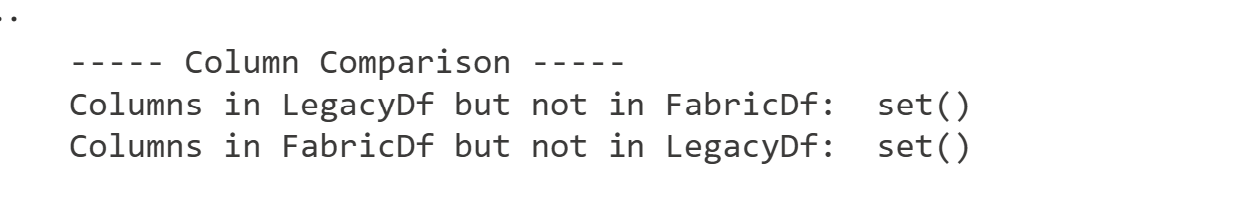 ..
----- Column Comparison -----
Columns in LegacyDf but not in FabricDf:  set()
Columns in FabricDf but not in LegacyDf:  set()